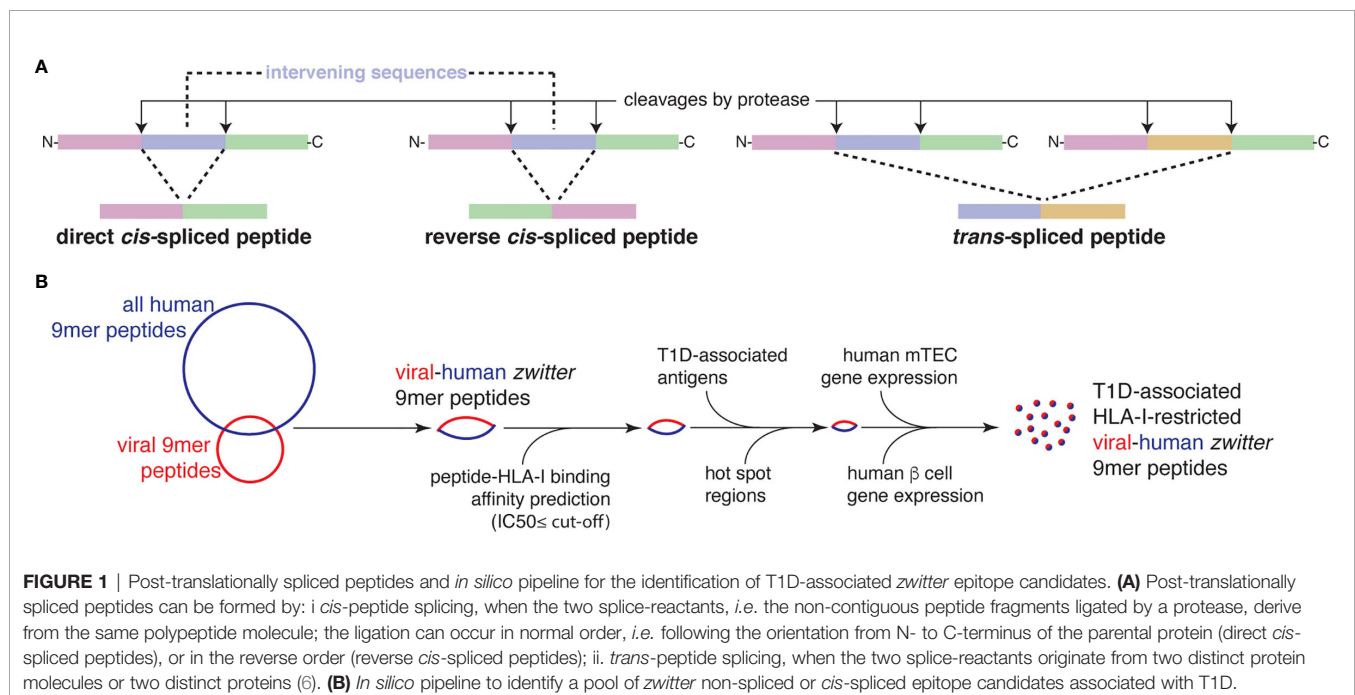 A
intervening sequences
cleavages by protease
N-
-C
N-
-C
N-
-C
N-
-C
direct cis-spliced peptide
reverse cis-spliced peptide
trans-spliced peptide
B
all human
9mer peptides
viral 9mer
peptides
viral-human zwitter
9mer peptides
peptide-HLA-I binding
affinity prediction
(IC50≤ cut-off)
T1D-associated
antigens
hot spot
regions
human mTEC
gene expression
human β cell
gene expression
T1D-associated
HLA-I-restricted
viral-human zwitter
9mer peptides
FIGURE 1 | Post-translationally spliced peptides and in silico pipeline for the identification of T1D-associated zwitter epitope candidates. (A) Post-translationally
spliced peptides can be formed by: i cis-peptide splicing, when the two splice-reactants, i.e. the non-contiguous peptide fragments ligated by a protease, derive
from the same polypeptide molecule; the ligation can occur in normal order, i.e. following the orientation from N- to C-terminus of the parental protein (direct cis-
spliced peptides), or in the reverse order (reverse cis-spliced peptides); ii. trans-peptide splicing, when the two splice-reactants originate from two distinct protein
molecules or two distinct proteins (6). (B) In silico pipeline to identify a pool of zwitter non-spliced or cis-spliced epitope candidates associated with T1D.